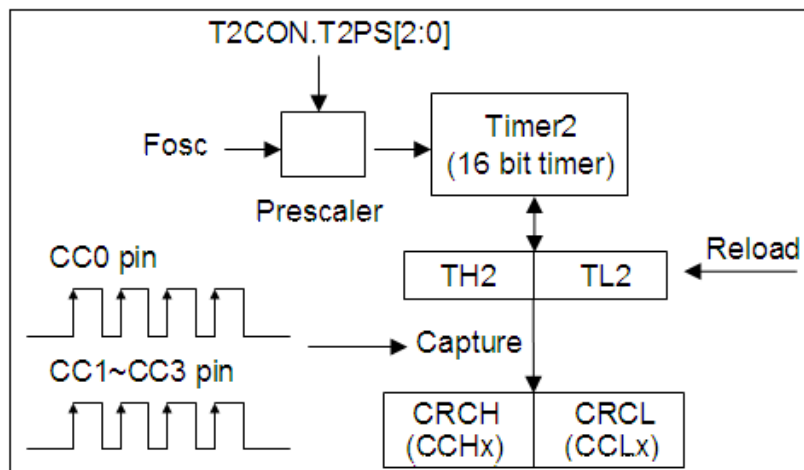 T2CON.T2PS[2:0]
Fosc
Prescaler
Timer2
(16 bit timer)
TH2
TL2
Reload
CC0 pin
Capture
CC1~CC3 pin
CRCH
(CCHx)
CRCL
(CCLx)